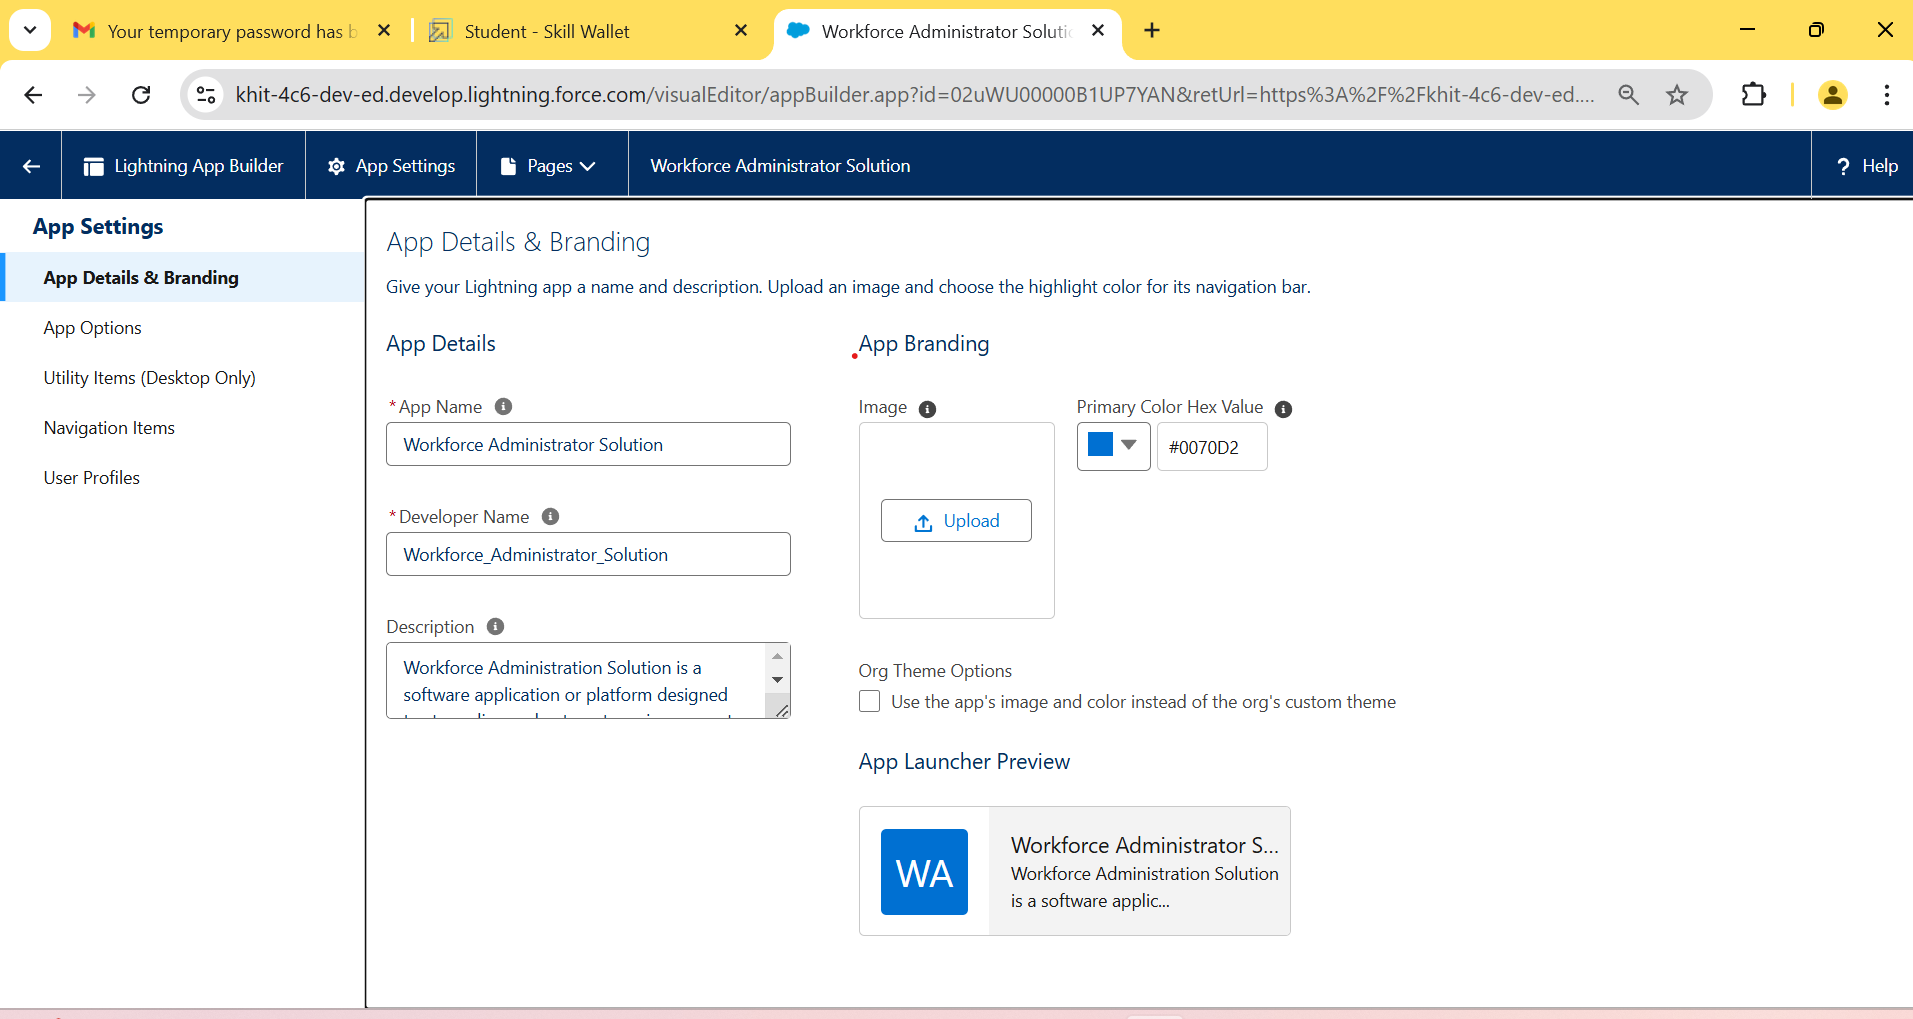 Your temporary password has b
Student - Skill Wallet
Workforce Administrator Soluti
khit-4c6-dev-ed.develop.lightning.force.com/visualEditor/appBuilder.app?id=02uWU00000B1UP7YAN&retUrl=https%3A%2F%2Fkhit-4c6-dev-ed....
Lightning App Builder
App Settings
Pages
Workforce Administrator Solution
? Help
App Settings
App Details & Branding
App Options
Utility Items (Desktop Only)
Navigation Items
User Profiles
App Details & Branding
Give your Lightning app a name and description. Upload an image and choose the highlight color for its navigation bar.
App Details
*App Name
Workforce Administrator Solution
*Developer Name
Workforce_Administrator_Solution
Description
Workforce Administration Solution is a
software application or platform designed
App Branding
Image
Upload
Primary Color Hex Value
#0070D2
Org Theme Options
Use the app's image and color instead of the org's custom theme
App Launcher Preview
WA
Workforce Administrator S...
Workforce Administration Solution
is a software applic...